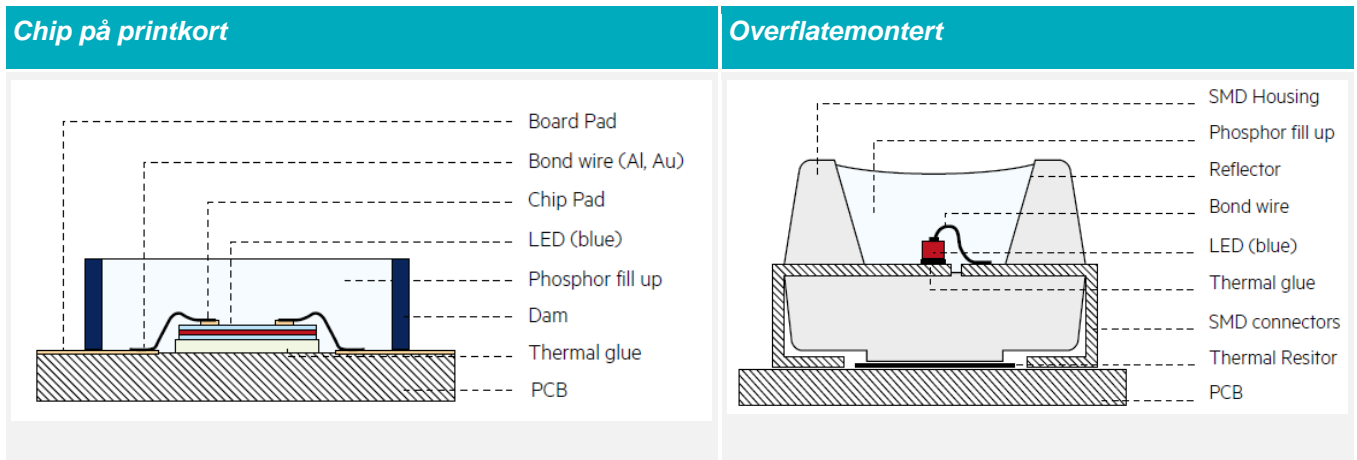 Chip på printkort
Board Pad
Bond wire (Al, Au)
Chip Pad
LED (blue)
Phosphor fill up
Dam
Thermal glue
PCB
Overflatemontert
SMD Housing
Phosphor fill up
Reflector
Bond wire
LED (blue)
Thermal glue
SMD connectors
Thermal Resitor
PCB